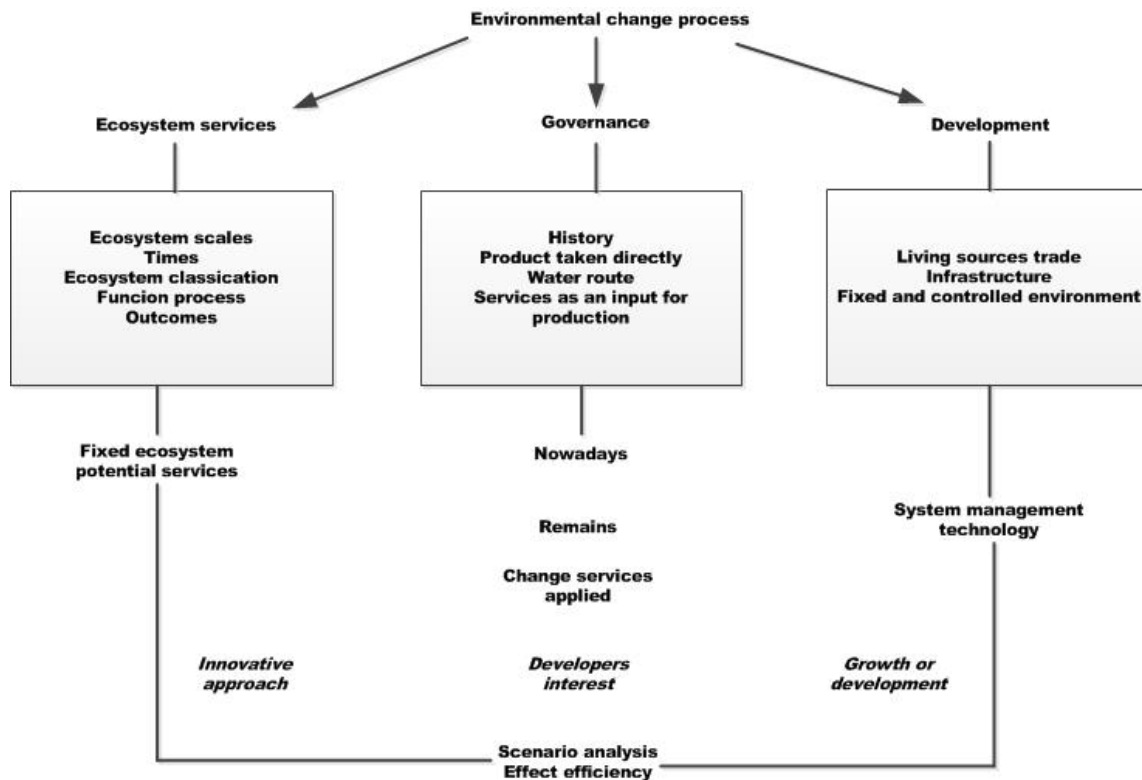 Environmental change process
Ecosystem services
Governance
Development
Ecosystem scales
Times
Ecosystem classication
Funcion process
Outcomes
History
Product taken directly
Water route
Services as an input for
production
Living sources trade
Infrastructure
Fixed and controlled environment
Fixed ecosystem
potential services
Nowadays
System management
technology
Remains
Change services
applied
Innovative
approach
Developers
interest
Growth or
development
Scenario analysis
Effect efficiency